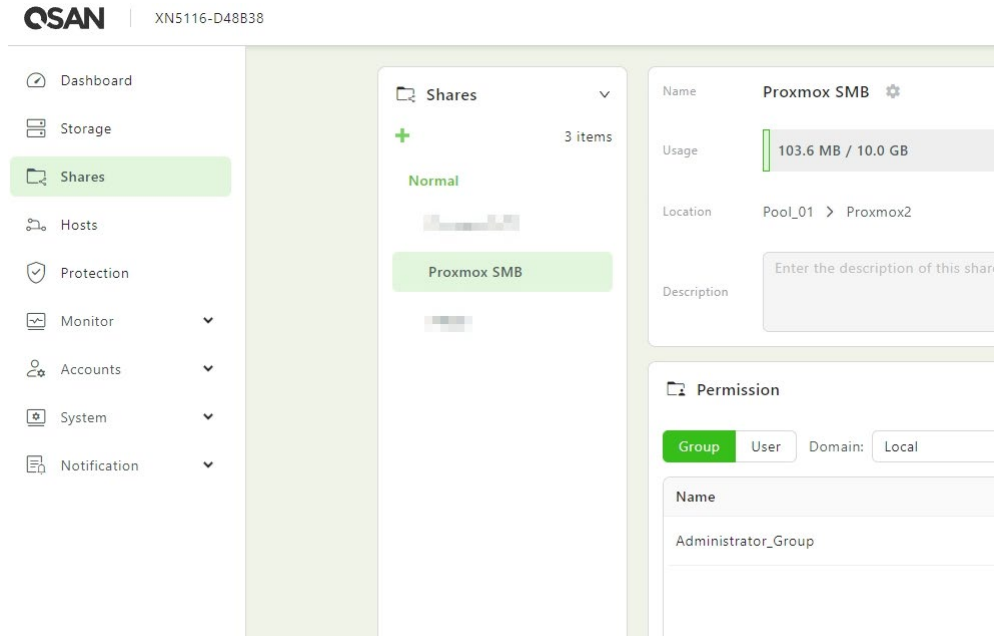 QSAN
XN5116-D48B38
Dashboard
Storage
Shares
Hosts
Protection
Monitor
Accounts
System
Notification
Shares
3 items
Normal
Proxmox SMB
Name Proxmox SMB
Usage 103.6 MB / 10.0 GB
Location Pool_01 > Proxmox2
Description Enter the description of this
Permission
Group User Domain: Local
Name
Administrator_Group